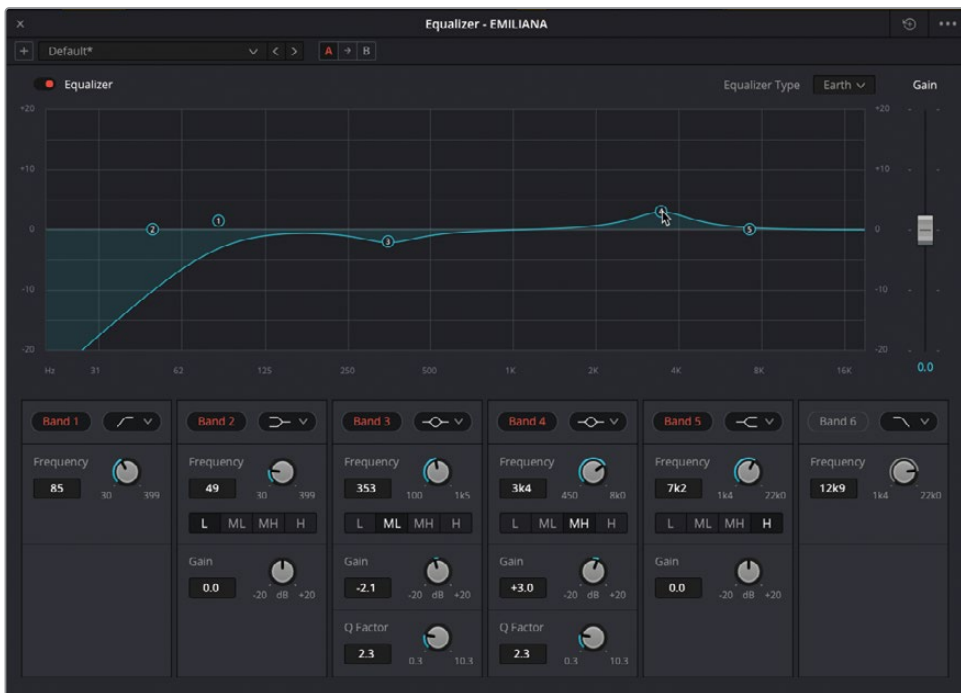 × Equalizer - EMILIANA •••
+ Default* < > A → B
Equalizer Equalizer Type Earth Gain
+20 +20
+10 +10
2 1 3 5
0 0
-10 -10
-20 -20
Hz 31 62 125 250 500 1K 2K 4K 8K 16K 0.0
Band 1 Band 2 Band 3 Band 4 Band 5 Band 6
Frequency Frequency Frequency Frequency Frequency Frequency
85 30 399 49 30 399 353 100 1k5 3k4 450 8k0 7k2 1k4 22k0 12k9 1k4 22k0
L ML MH H L ML MH H L ML MH H L ML MH H
Gain Gain Gain Gain
0.0 -20 dB +20 -2.1 -20 dB +20 +3.0 -20 dB +20 0.0 -20 dB +20
Q Factor Q Factor
2.3 0.3 10.3 2.3 0.3 10.3